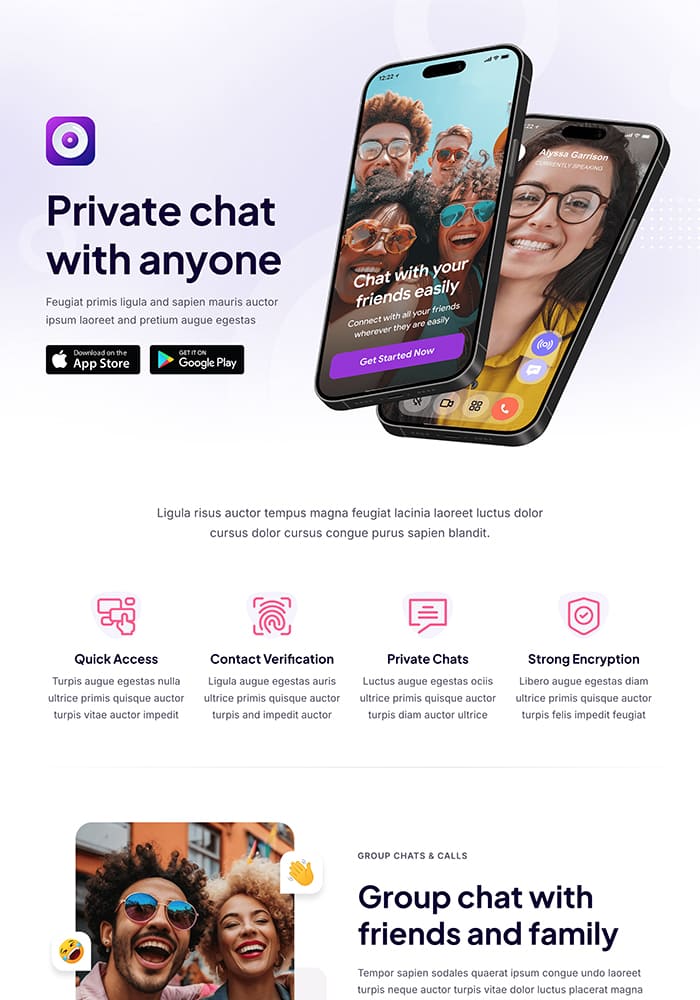 Private chat
with anyone
Feugiat primis ligula and sapien mauris auctor
ipsum laoreet and pretium augue egestas
Download on the
App Store
GET IT ON
Google Play
12:22
Chat with your
friends easily
Connect with all your friends
wherever they are easily
Get Started Now
:22
Alyssa Garrison
CURRENTLY SPEAKING
Ligula risus auctor tempus magna feugiat lacinia laoreet luctus dolor
cursus dolor cursus congue purus sapien blandit.
Quick Access
Turpis augue egestas nulla
ultrice primis quisque auctor
turpis vitae auctor impedit
Contact Verification
Ligula augue egestas auris
ultrice primis quisque auctor
turpis and impedit auctor
Private Chats
Luctus augue egestas ociis
ultrice primis quisque auctor
turpis diam auctor ultrice
Strong Encryption
Libero augue egestas diam
ultrice primis quisque auctor
turpis felis impedit feugiat
GROUP CHATS & CALLS
Group chat with
friends and family
Tempor sapien sodales quaerat ipsum congue undo laoreet
turpis neque auctor turpis vitae dolor luctus placerat magna